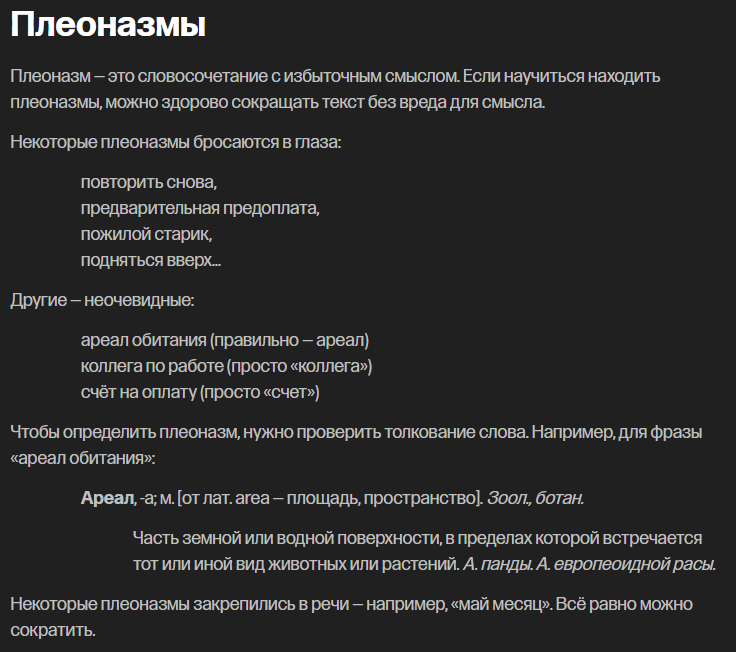 Плеоназмы
Плеоназм – это словосочетание с избыточным смыслом. Если научиться находить
плеоназмы, можно здорово сокращать текст без вреда для смысла.
Некоторые плеоназмы бросаются в глаза:
повторить снова,
предварительная предоплата,
пожилой старик,
подняться вверх...
Другие – неочевидные:
ареал обитания (правильно – ареал)
коллега по работе (просто «коллега»)
счёт на оплату (просто «счет»)
Чтобы определить плеоназм, нужно проверить толкование слова. Например, для фразы
«ареал обитания»:
Ареал, -а; м. [от лат. area – площадь, пространство]. Зоол., ботан.
Часть земной или водной поверхности, в пределах которой встречается
тот или иной вид животных или растений. А. панды. А. европеоидной расы.
Некоторые плеоназмы закрепились в речи – например, «май месяц». Всё равно можно
сократить.